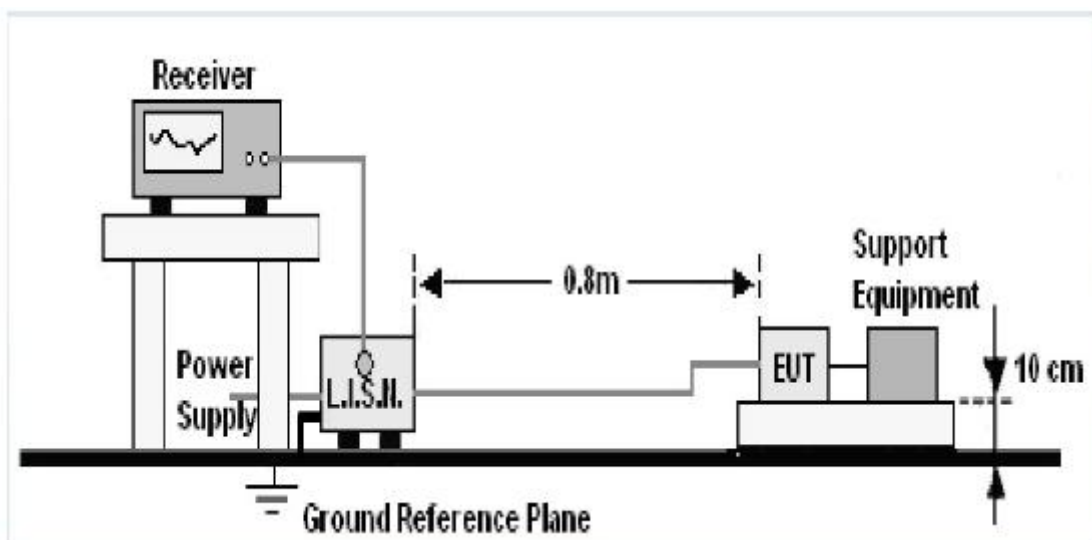 Receiver
0.8m
Support
Equipment
Power
Supply
L.I.S.N.
EUT
10 cm
Ground Reference Plane